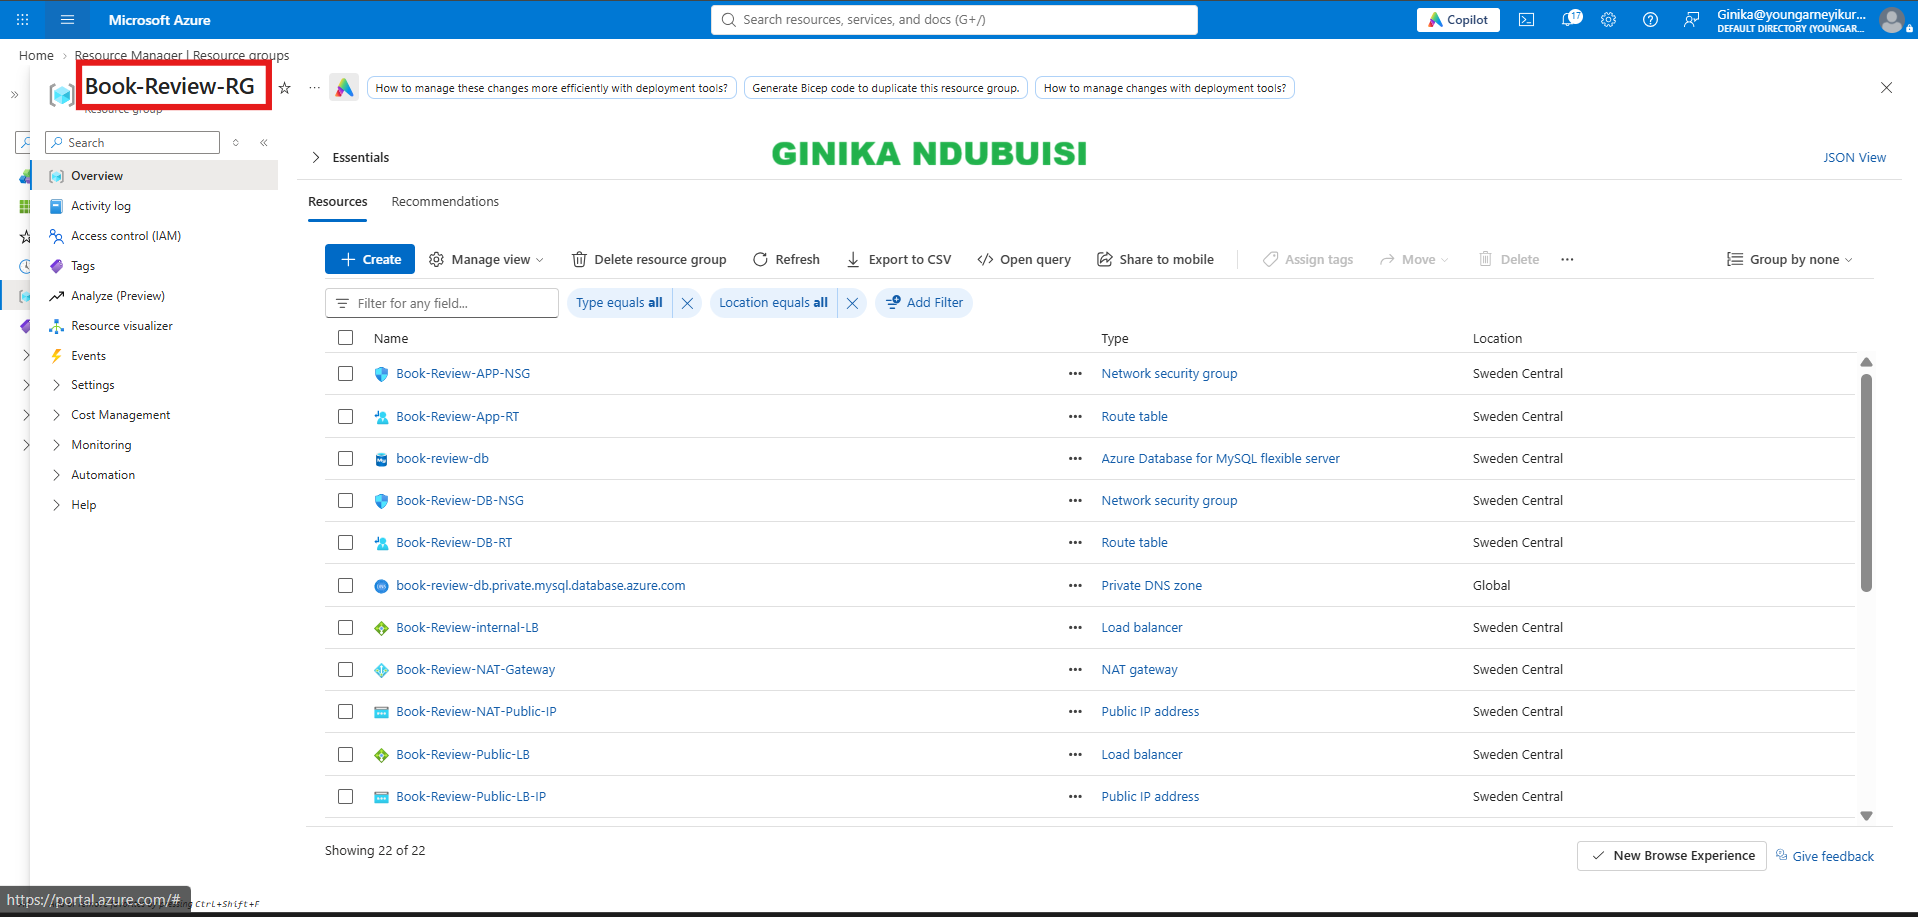 Microsoft Azure
Search resources, services, and docs (G+/)
Copilot
17
Ginika@youngarneyikur...
DEFAULT DIRECTORY (YOUNGAR...
Home
Resource Manager | Resource groups
Book-Review-RG
Resource group
How to manage these changes more efficiently with deployment tools?
Generate Bicep code to duplicate this resource group.
How to manage changes with deployment tools?
Search
Essentials
GINIKA NDUBUISI
JSON View
Overview
Activity log
Access control (IAM)
Tags
Analyze (Preview)
Resource visualizer
Events
Settings
Cost Management
Monitoring
Automation
Help
Resources
Recommendations
Create
Manage view
Delete resource group
Refresh
Export to CSV
Open query
Share to mobile
Assign tags
Move
Delete
Group by none
Filter for any field...
Type equals all
Location equals all
Add Filter
Name Type Location
Book-Review-APP-NSG Network security group Sweden Central
Book-Review-App-RT Route table Sweden Central
book-review-db Azure Database for MySQL flexible server Sweden Central
Book-Review-DB-NSG Network security group Sweden Central
Book-Review-DB-RT Route table Sweden Central
book-review-db.private.mysql.database.azure.com Private DNS zone Global
Book-Review-internal-LB Load balancer Sweden Central
Book-Review-NAT-Gateway NAT gateway Sweden Central
Book-Review-NAT-Public-IP Public IP address Sweden Central
Book-Review-Public-LB Load balancer Sweden Central
Book-Review-Public-LB-IP Public IP address Sweden Central
Showing 22 of 22
New Browse Experience
Give feedback
https://portal.azure.com/#
Ctrl+Shift+F